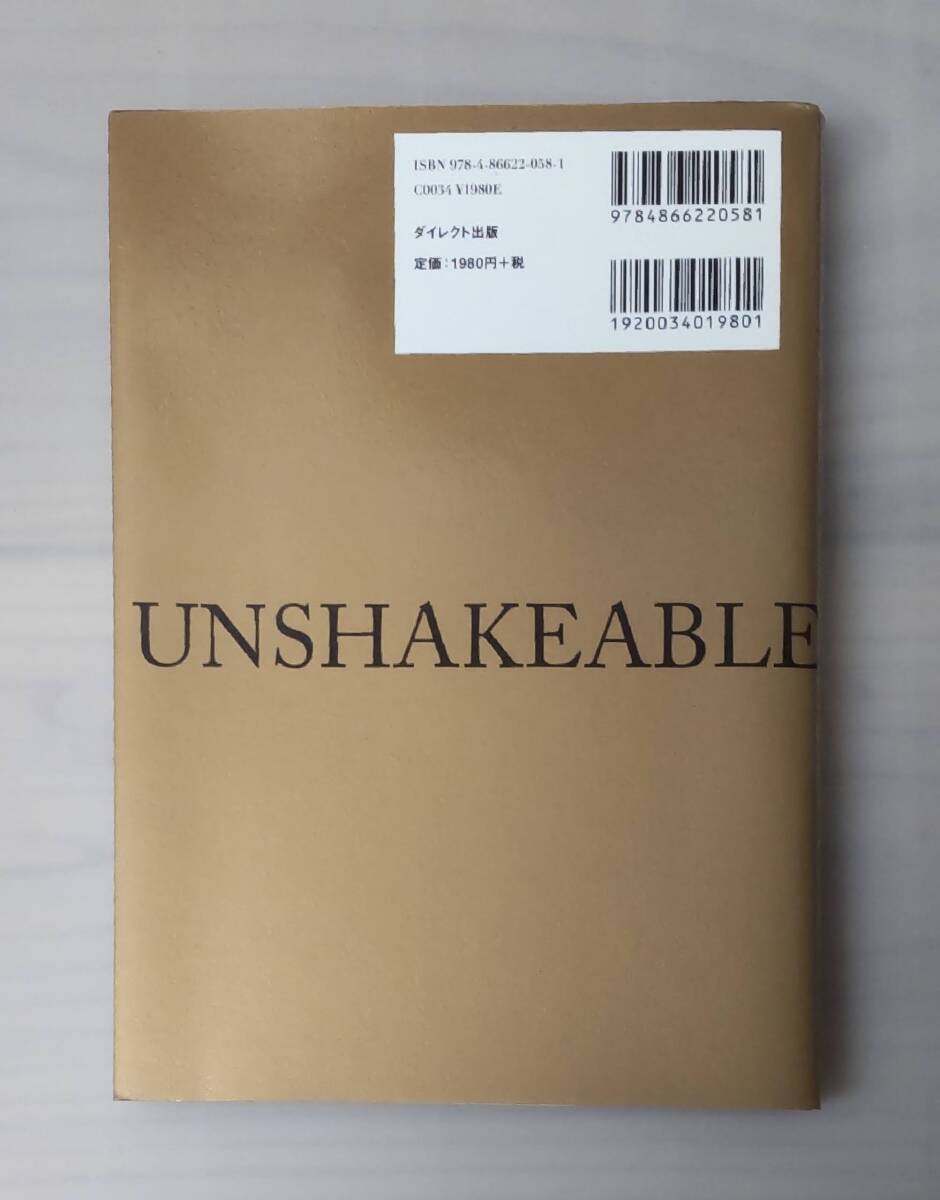 ISBN 978-4-86622-058-1
C0034 ¥1980E
ダイレクト出版
定価：1980円＋税
9784866220581
1920034019801
UNSHAKEABLE